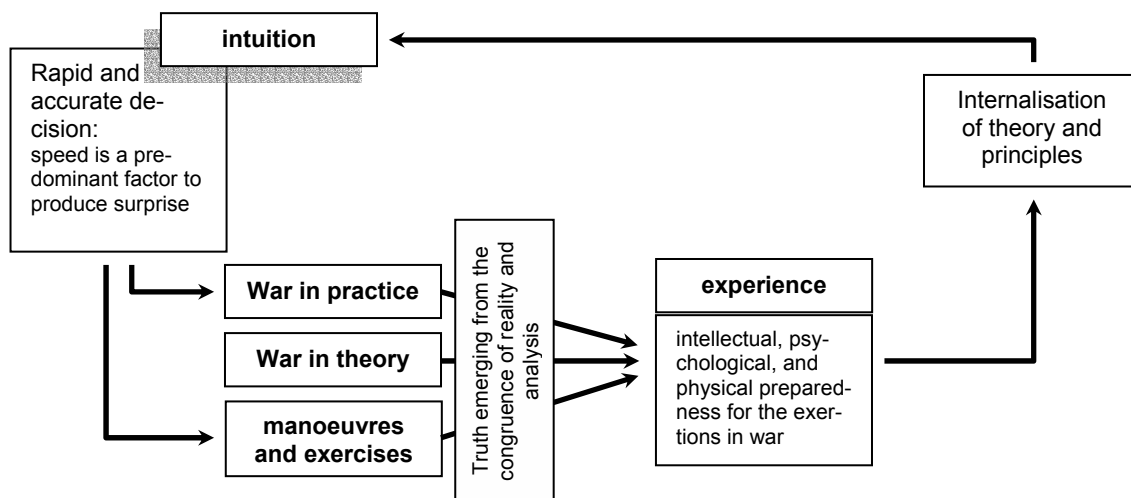 intuition
Rapid and
accurate de-
cision:
speed is a pre-
dominant factor to
produce surprise
Internalisation
of theory and
principles
War in practice
War in theory
manoeuvres
and exercises
Truth emerging from the
congruence of reality and
analysis
experience
intellectual, psy-
chological, and
physical prepared-
ness for the exer-
tions in war